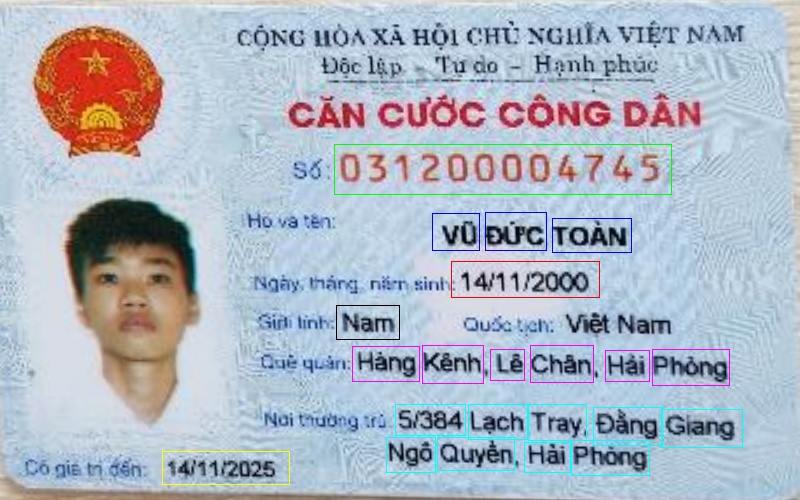 CỘNG HÒA XÃ HỘI CHỦ NGHĨA VIỆT NAM
Độc lập - Tự do - Hạnh phúc
CĂN CƯỚC CÔNG DÂN
Số: 031200004745
Họ và tên: VŨ ĐỨC TOÀN
Ngày, tháng, năm sinh: 14/11/2000
Giới tính: Nam Quốc tịch: Việt Nam
Quê quán: Hàng Kênh, Lê Chân, Hải Phòng
Nơi thường trú: 5/384 Lạch Tray, Đằng Giang
Ngô Quyền, Hải Phòng
Có giá trị đến: 14/11/2025